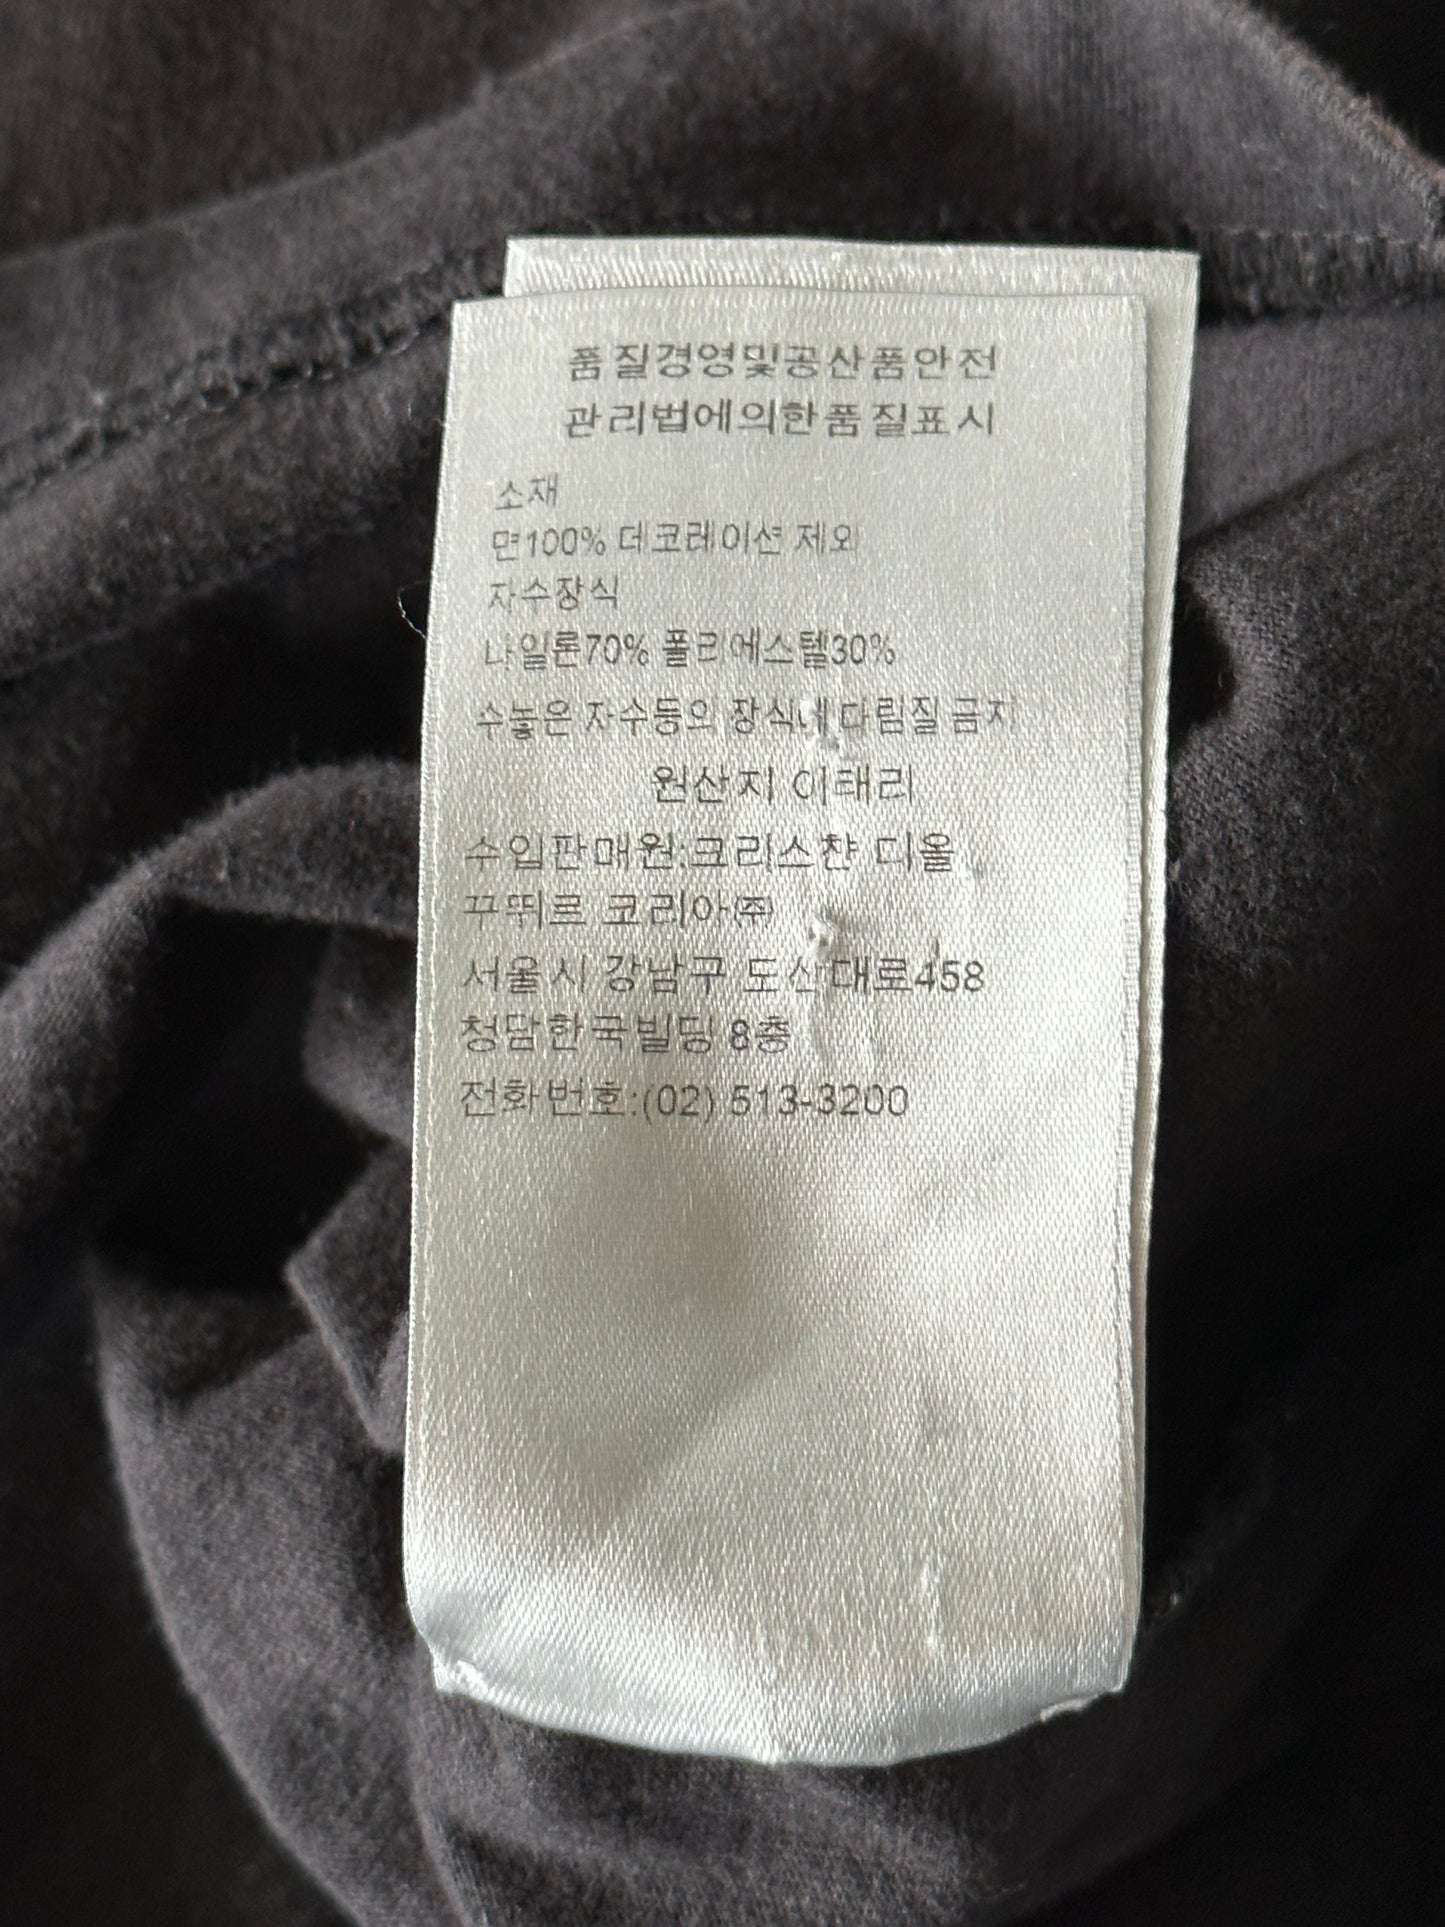 품질경영및공산품안전
관리법에의한품질표시
소재
면100% 데코레이션 제외
자수장식
나일론70% 폴리에스텔30%
수놓은 자수등의 장식에 다림질금지
원산지 이태리
수입판매원:크리스챤 디올
꾸뛰르 코리아㈜
서울시 강남구 도산대로458
청담한국빌딩 8층
전화번호:(02) 513-3200